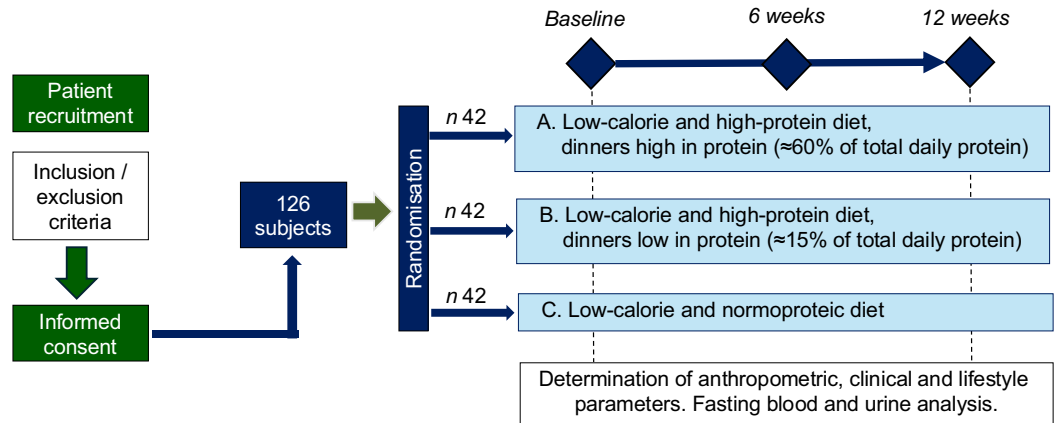 Baseline
6 weeks
12 weeks
Patient
recruitment
Inclusion /
exclusion
criteria
Informed
consent
126
subjects
Randomisation
n 42
A. Low-calorie and high-protein diet,
dinners high in protein (≈60% of total daily protein)
n 42
B. Low-calorie and high-protein diet,
dinners low in protein (≈15% of total daily protein)
n 42
C. Low-calorie and normoproteic diet
Determination of anthropometric, clinical and lifestyle
parameters. Fasting blood and urine analysis.